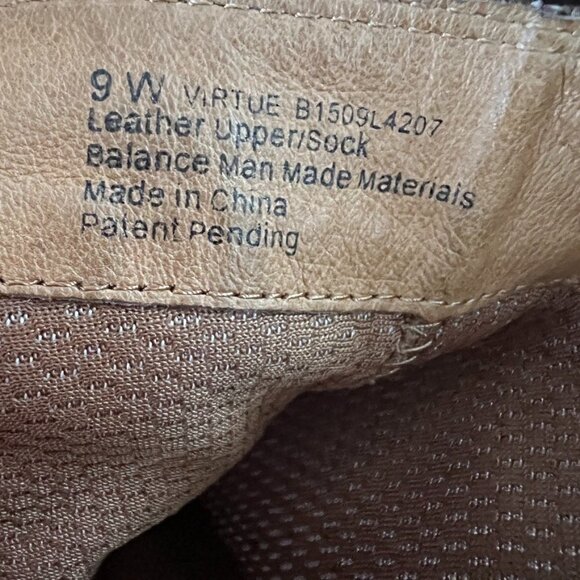 9 W VIRTUE B1509L4207
Leather Upper/Sock
Balance Man Made Materials
Made in China
Patent Pending